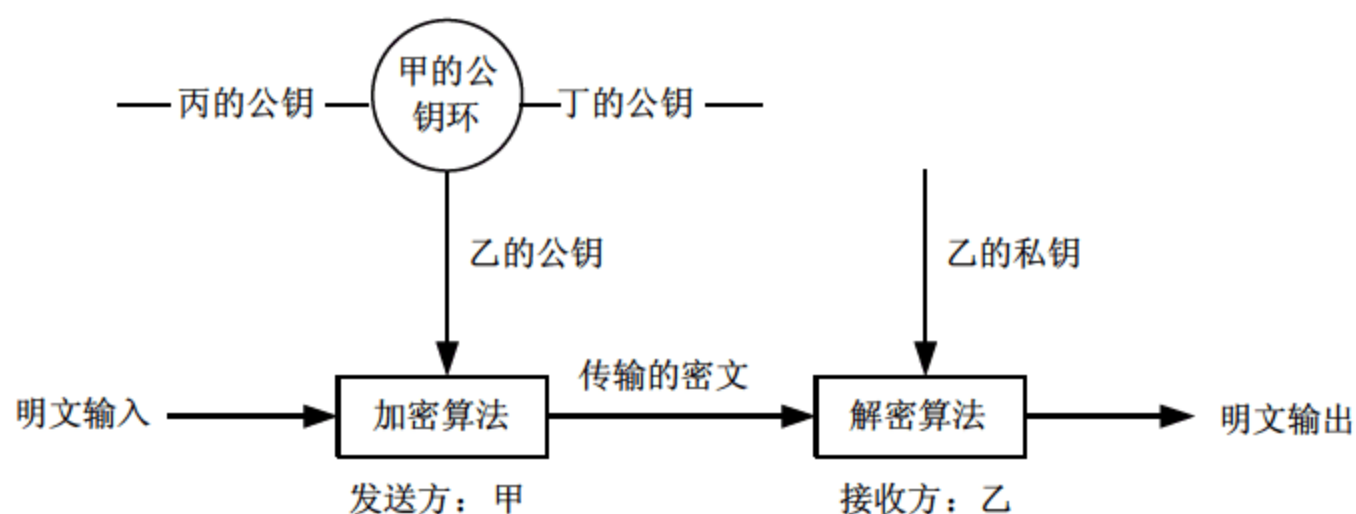 甲的公
钥环
丙的公钥
丁的公钥
乙的公钥
乙的私钥
传输的密文
明文输入
加密算法
解密算法
明文输出
发送方：甲
接收方：乙